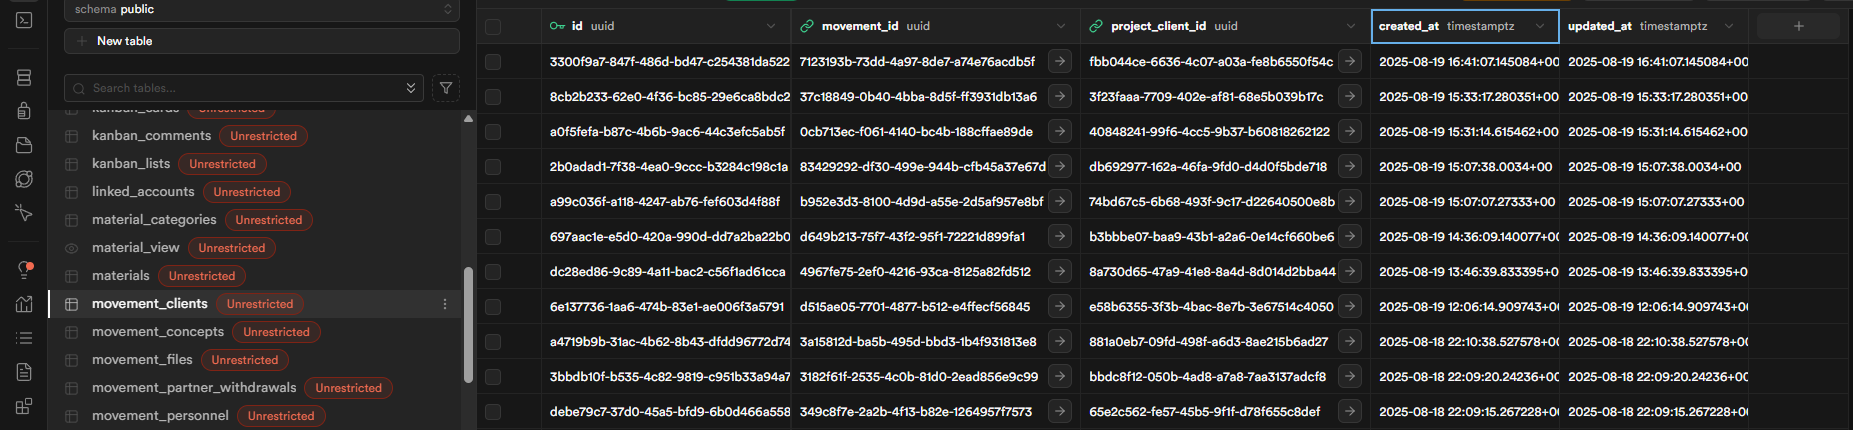 schema public
New table
Search tables...
kanban_cards Unrestricted
kanban_comments Unrestricted
kanban_lists Unrestricted
linked_accounts Unrestricted
material_categories Unrestricted
material_view Unrestricted
materials Unrestricted
movement_clients Unrestricted
movement_concepts Unrestricted
movement_files Unrestricted
movement_partner_withdrawals Unrestricted
movement_personnel Unrestricted
id uuid movement_id uuid project_client_id uuid created_at timestamptz updated_at timestamptz
3300f9a7-847f-486d-bd47-c254381da522 7123193b-73dd-4a97-8de7-a74e76acdb5f fbb044ce-6636-4c07-a03a-fe8b6550f54c 2025-08-19 16:41:07.145084+00 2025-08-19 16:41:07.145084+00
8cb2b233-62e0-4f36-bc85-29e6ca8bdc2 37c18849-0b40-4bba-8d5f-ff3931db13a6 3f23faaa-7709-402e-af81-68e5b039b17c 2025-08-19 15:33:17.280351+00 2025-08-19 15:33:17.280351+00
a0f5fefa-b87c-4b6b-9ac6-44c3efc5ab5f 0cb713ec-f061-4140-bc4b-188cffae89de 40848241-99f6-4cc5-9b37-b60818262122 2025-08-19 15:31:14.615462+00 2025-08-19 15:31:14.615462+00
2b0adad1-7f38-4ea0-9ccc-b3284c198c1a 83429292-df30-499e-944b-cfb45a37e67d db692977-162a-46fa-9fd0-d4d0f5bde718 2025-08-19 15:07:38.0034+00 2025-08-19 15:07:38.0034+00
a99c036f-a118-4247-ab76-fef603d4f88f b952e3d3-8100-4d9d-a55e-2d5af957e8bf 74bd67c5-6b68-493f-9c17-d22640500e8b 2025-08-19 15:07:07.27333+00 2025-08-19 15:07:07.27333+00
697aac1e-e5d0-420a-990d-dd7a2ba22b0 d649b213-75f7-43f2-95f1-72221d899fa1 b3bbbe07-baa9-43b1-a2a6-0e14cf660be6 2025-08-19 14:36:09.140077+00 2025-08-19 14:36:09.140077+00
dc28ed86-9c89-4a11-bac2-c56f1ad61cca 4967fe75-2ef0-4216-93ca-8125a82fd512 8a730d65-47a9-41e8-8a4d-8d014d2bba44 2025-08-19 13:46:39.833395+0 2025-08-19 13:46:39.833395+0
6e137736-1aa6-474b-83e1-ae006f3a5791 d515ae05-7701-4877-b512-e4ffecf56845 e58b6355-3f3b-4bac-8e7b-3e67514c4050 2025-08-19 12:06:14.909743+00 2025-08-19 12:06:14.909743+00
a4719b9b-31ac-4b62-8b43-dfdd96772d74 3a15812d-ba5b-495d-bbd3-1b4f931813e8 881a0eb7-09fd-498f-a6d3-8ae215b6ad27 2025-08-18 22:10:38.527578+00 2025-08-18 22:10:38.527578+00
3bbdb10f-b535-4c82-9819-c951b33a94a7 3182f61f-2535-4c0b-81d0-2ead856e9c99 bbdc8f12-050b-4ad8-a7a8-7aa3137adcf8 2025-08-18 22:09:20.24236+00 2025-08-18 22:09:20.24236+00
debe79c7-37d0-45a5-bfd9-6b0d466a558 349c8f7e-2a2b-4f13-b82e-1264957f7573 65e2c562-fe57-45b5-9f1f-d78f655c8def 2025-08-18 22:09:15.267228+00 2025-08-18 22:09:15.267228+00